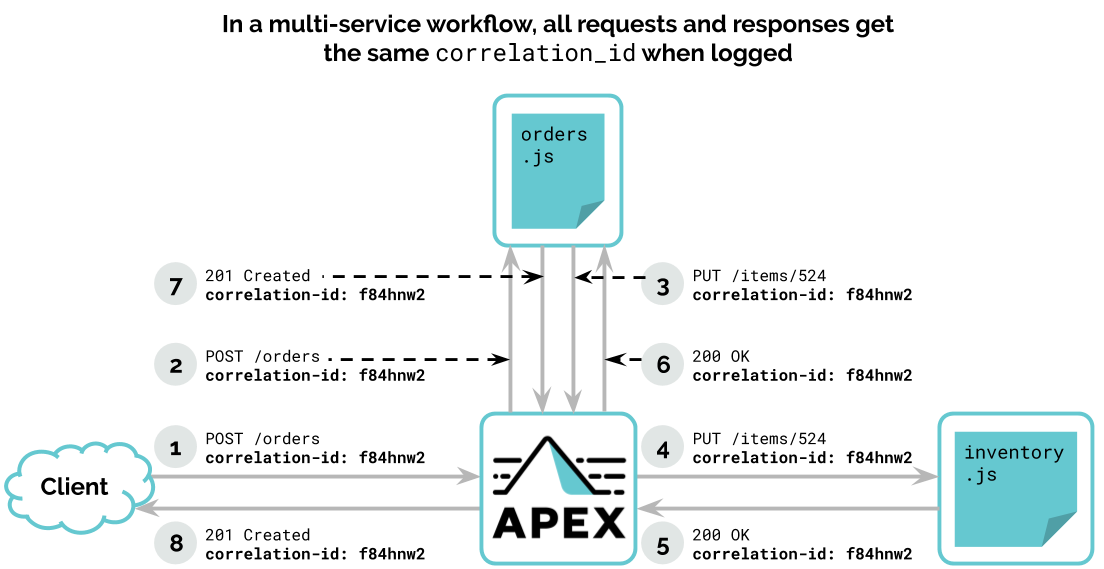 In a multi-service workflow, all requests and responses get
the same correlation_id when logged
orders
.js
7
201 Created
correlation-id: f84hnw2
3
PUT /items/524
correlation-id: f84hnw2
2
POST /orders
correlation-id: f84hnw2
6
200 OK
correlation-id: f84hnw2
1
POST /orders
correlation-id: f84hnw2
4
PUT /items/524
correlation-id: f84hnw2
inventory
.js
Client
APEX
8
201 Created
correlation-id: f84hnw2
5
200 OK
correlation-id: f84hnw2